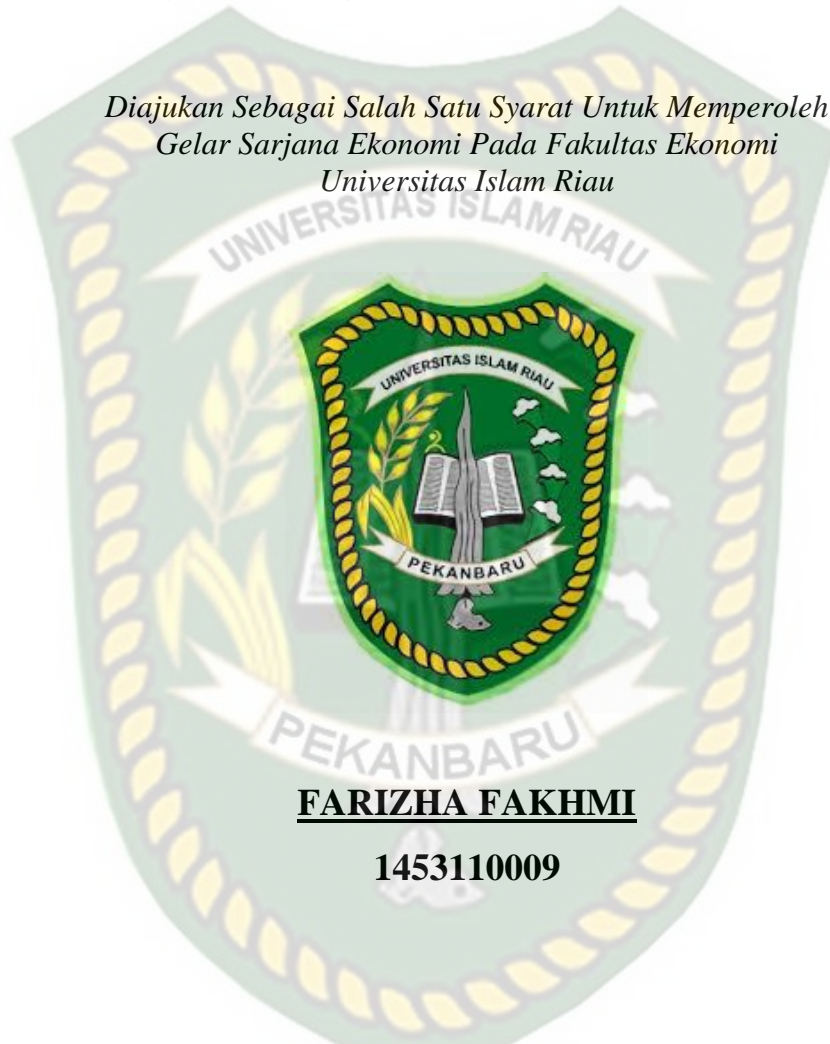 Diajukan Sebagai Salah Satu Syarat Untuk Memperoleh
Gelar Sarjana Ekonomi Pada Fakultas Ekonomi
Universitas Islam Riau
UNIVERSITAS ISLAM RIAU
UNIVERSITAS ISLAM RIAU
PEKANBARU
PEKANBARU
FARIZHA FAKHMI
1453110009